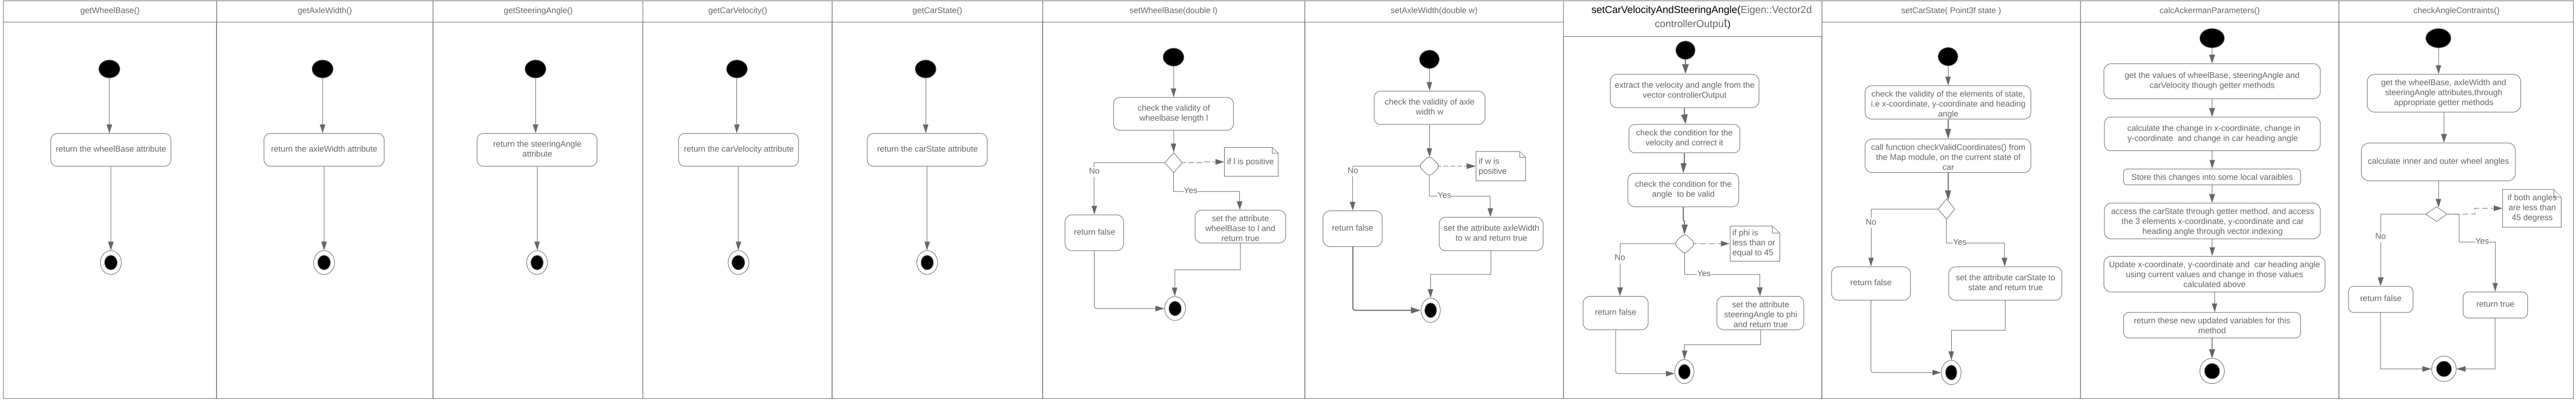 getWheelBase()
return the wheelBase attribute
getAxleWidth()
return the axleWidth attribute
getSteeringAngle()
return the steeringAngle
attribute
getCarVelocity()
return the carVelocity attribute
getCarState()
return the carState attribute
setWheelBase(double l)
check the validity of
wheelbase length l
if l is positive
No
Yes
return false
set the attribute
wheelBase to l and
return true
setAxleWidth(double w)
check the validity of axle
width w
if w is
positive
No
Yes
return false
set the attribute axleWidth
to w and return true
setCarVelocityAndSteeringAngle(Eigen::Vector2d
controllerOutput)
extract the velocity and angle from the
vector controllerOutput
check the condition for the
velocity and correct it
check the condition for the
angle to be valid
if phi is
less than or
equal to 45
No
Yes
return false
set the attribute
steeringAngle to phi
and return true
setCarState( Point3f state )
check the validity of the elements of state,
i.e x-coordinate, y-coordinate and heading
angle
call function checkValidCoordinates() from
the Map module, on the current state of
car
No
Yes
return false
set the attribute carState to
state and return true
calcAckermanParameters()
get the values of wheelBase, steeringAngle and
carVelocity though getter methods
calculate the change in x-coordinate, change in
y-coordinate and change in car heading angle
Store this changes into some local varaibles
access the carState through getter method, and access
the 3 elements x-coordinate, y-coordinate and car
heading angle through vector indexing
Update x-coordinate, y-coordinate and car heading angle
using current values and change in those values
calculated above
return these new updated variables for this
method
checkAngleContraints()
get the wheelBase, axleWidth and
steeringAngle attributes,through
appropriate getter methods
calculate inner and outer wheel angles
if both angles
are less than
45 degress
No
Yes
return false
return true